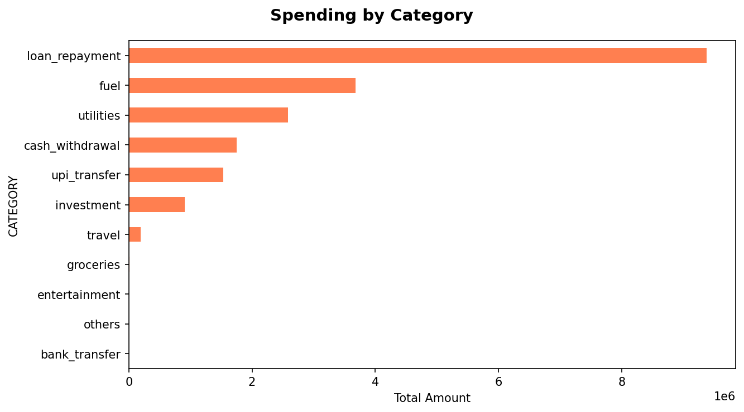 Spending by Category
CATEGORY
loan_repayment
fuel
utilities
cash_withdrawal
upi_transfer
investment
travel
groceries
entertainment
others
bank_transfer
0 2 4 6 8
1e6
Total Amount